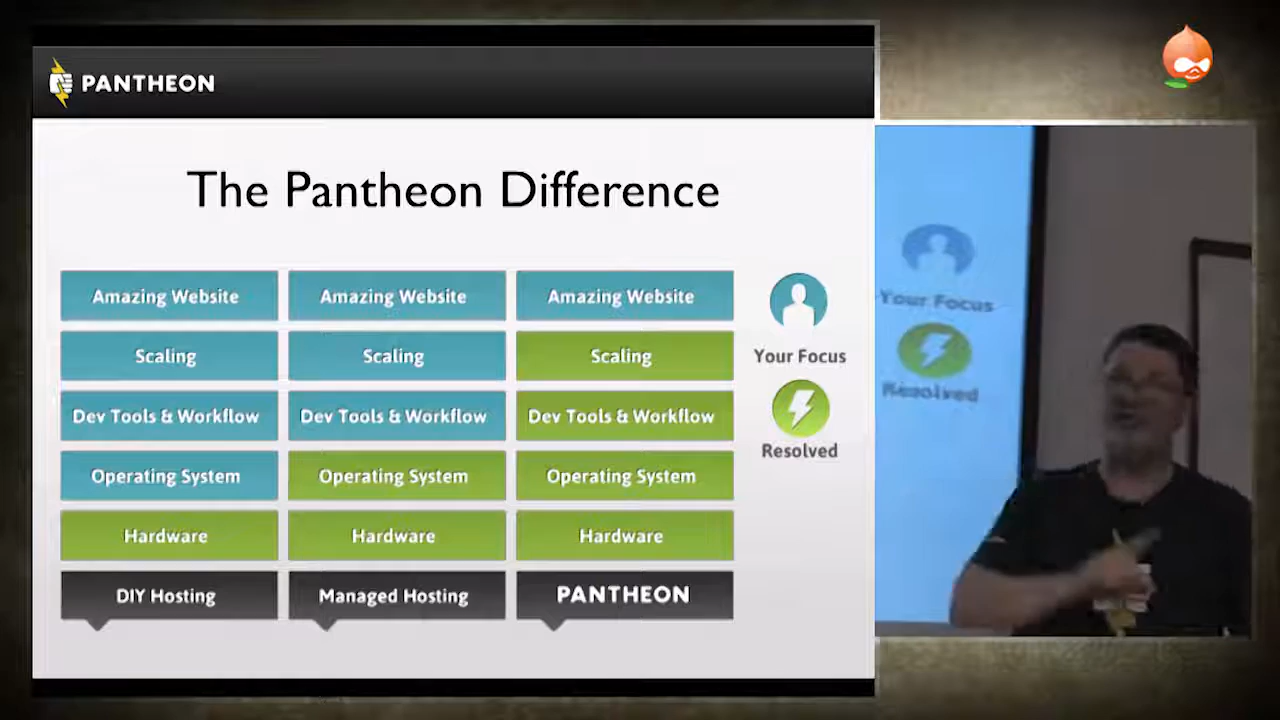 PANTHEON
The Pantheon Difference
Amazing Website Amazing Website Amazing Website
Scaling Scaling Scaling
Dev Tools & Workflow Dev Tools & Workflow Dev Tools & Workflow
Operating System Operating System Operating System
Hardware Hardware Hardware
DIY Hosting Managed Hosting PANTHEON
Your Focus
Resolved
Your Focus
Resolved